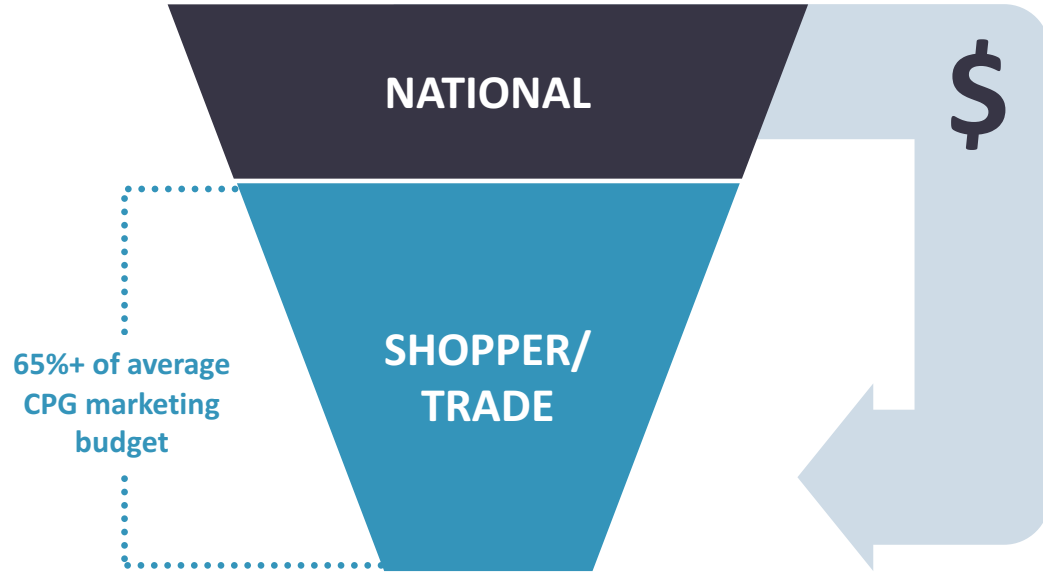 NATIONAL
$
SHOPPER/
TRADE
65%+ of average
CPG marketing
budget